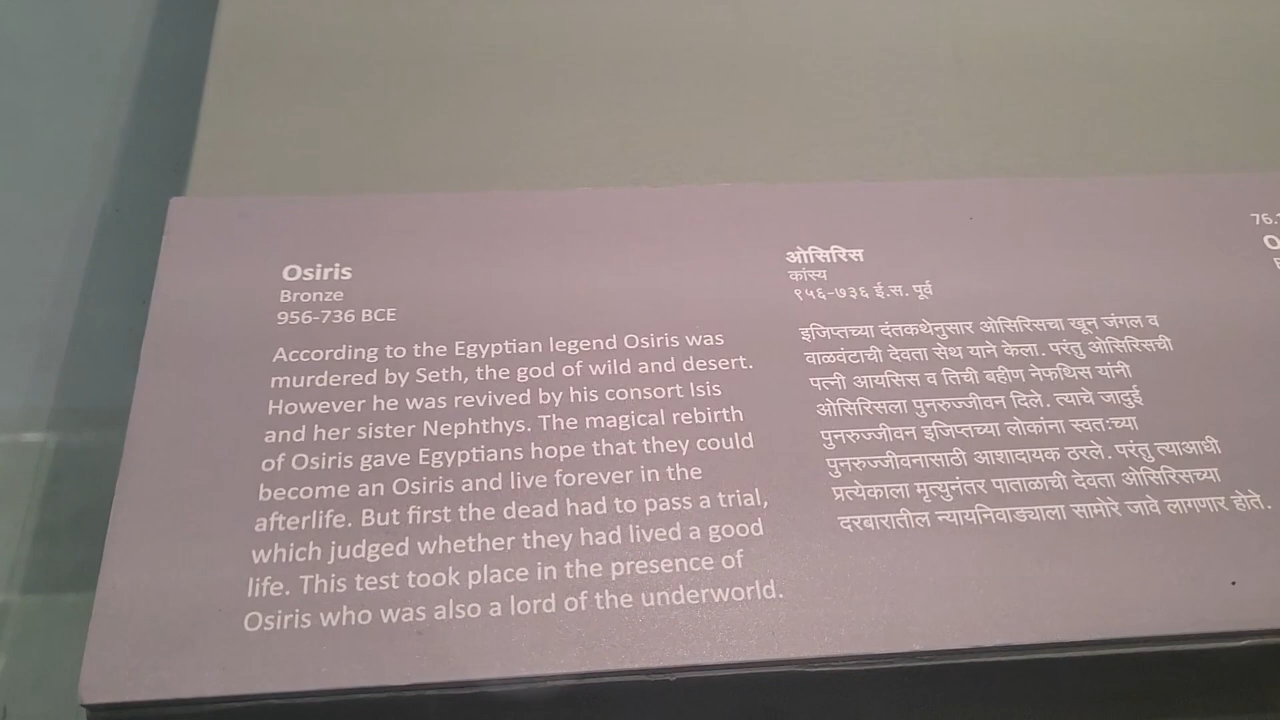 Osiris
Bronze
956-736 BCE
According to the Egyptian legend Osiris was
murdered by Seth, the god of wild and desert.
However he was revived by his consort Isis
and her sister Nephthys. The magical rebirth
of Osiris gave Egyptians hope that they could
become an Osiris and live forever in the
afterlife. But first the dead had to pass a trial,
which judged whether they had lived a good
life. This test took place in the presence of
Osiris who was also a lord of the underworld.
ओसिरिस
कांस्य
९५६-७३६ ई.स. पूर्व
इजिप्तच्या दंतकथेनुसार ओसिरिसचा खून जंगल व
वाळवंटाची देवता सेथ याने केला. परंतु ओसिरिसची
पत्नी आयसिस व तिची बहीण नेफथिस यांनी
ओसिरिसला पुनरुज्जीवन दिले. त्याचे जादुई
पुनरुज्जीवन इजिप्तच्या लोकांना स्वतःच्या
पुनरुज्जीवनासाठी आशादायक ठरले. परंतु त्याआधी
प्रत्येकाला मृत्युनंतर पाताळाची देवता ओसिरिसच्या
दरबारातील न्यायनिवाड्याला सामोरे जावे लागणार होते.
76.